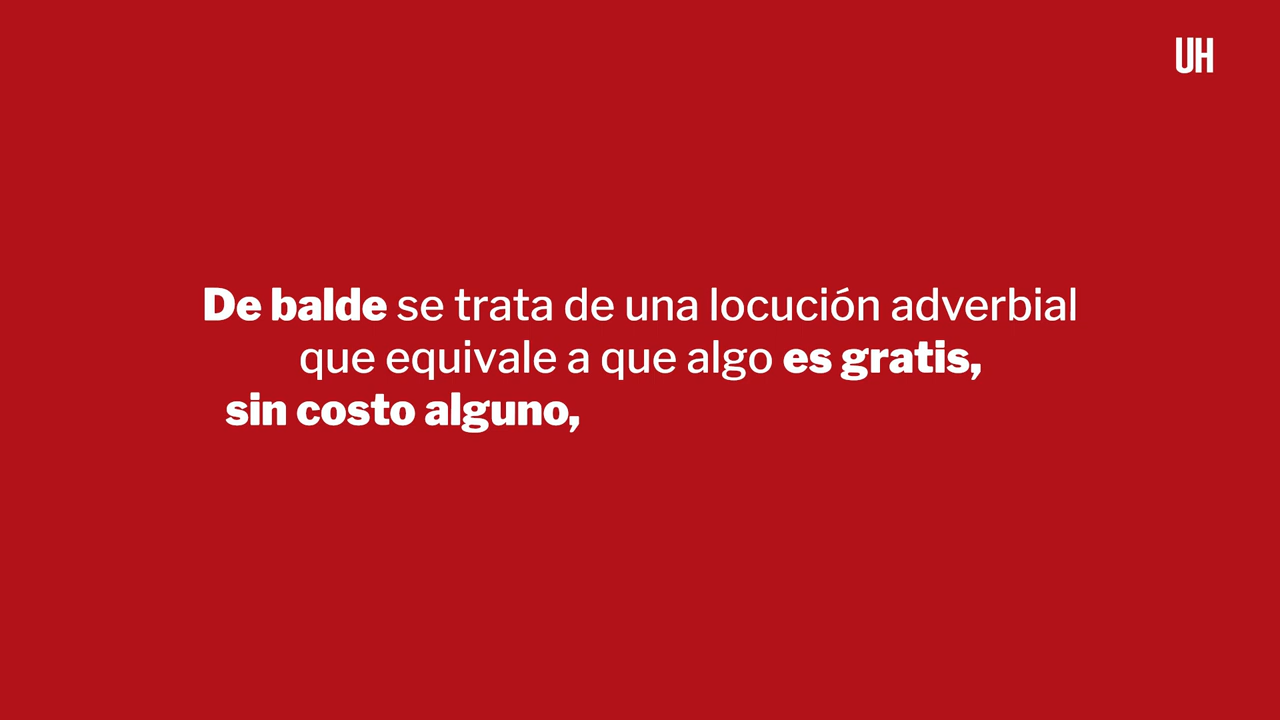 UH
De balde se trata de una locución adverbial
que equivale a que algo es gratis,
sin costo alguno,